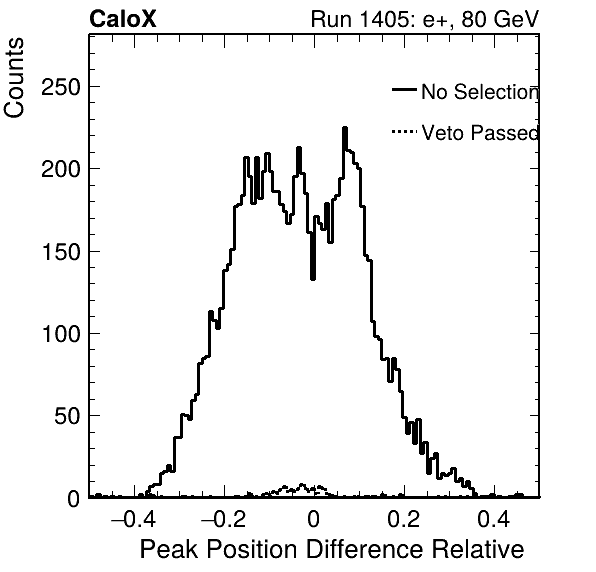 CaloX Run 1405: e+, 80 GeV
Counts
No Selection
Veto Passed
250
200
150
100
50
0
−0.4 −0.2 0 0.2 0.4
Peak Position Difference Relative